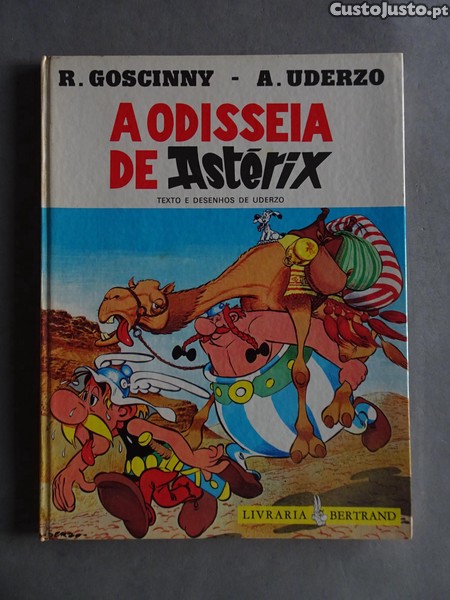 CustoJusto.pt
R. GOSCINNY - A. UDERZO
A ODISSEIA
DE Astérix
TEXTO E DESENHOS DE UDERZO
LIVRARIA BERTRAND